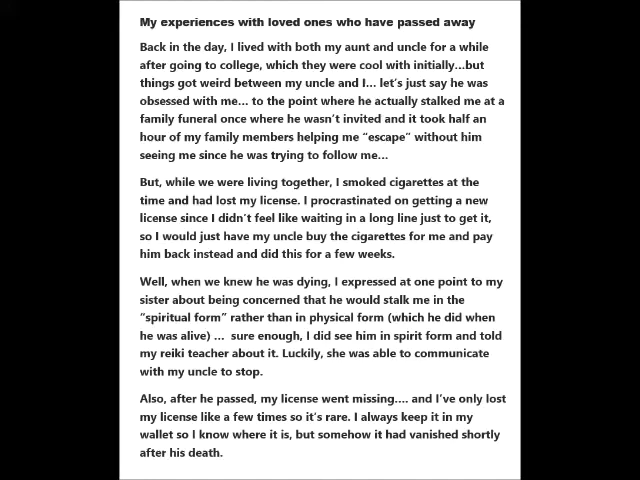 My experiences with loved ones who have passed away
Back in the day, I lived with both my aunt and uncle for a while
after going to college, which they were cool with initially...but
things got weird between my uncle and I... let's just say he was
obsessed with me... to the point where he actually stalked me at a
family funeral once where he wasn't invited and it took half an
hour of my family members helping me "escape" without him
seeing me since he was trying to follow me...
But, while we were living together, I smoked cigarettes at the
time and had lost my license. I procrastinated on getting a new
license since I didn't feel like waiting in a long line just to get it,
so I would just have my uncle buy the cigarettes for me and pay
him back instead and did this for a few weeks.
Well, when we knew he was dying, I expressed at one point to my
sister about being concerned that he would stalk me in the
"spiritual form" rather than in physical form (which he did when
he was alive) ... sure enough, I did see him in spirit form and told
my reiki teacher about it. Luckily, she was able to communicate
with my uncle to stop.
Also, after he passed, my license went missing.... and I've only lost
my license like a few times so it's rare. I always keep it in my
wallet so I know where it is, but somehow it had vanished shortly
after his death.